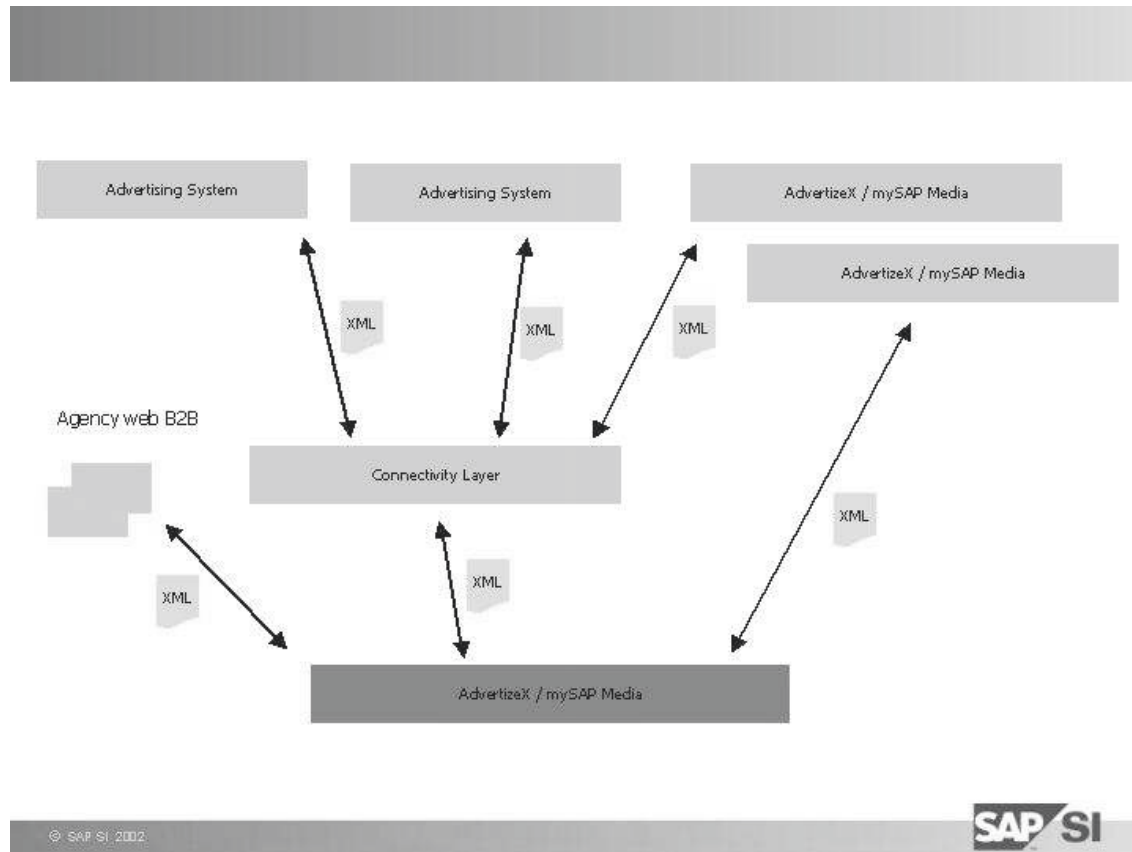 Advertising System
Advertising System
AdvertizeX / mySAP Media
AdvertizeX / mySAP Media
XML
XML
XML
Agency web B2B
Connectivity Layer
XML
XML
XML
AdvertizeX / mySAP Media
© SAP SI 2002
SAP SI